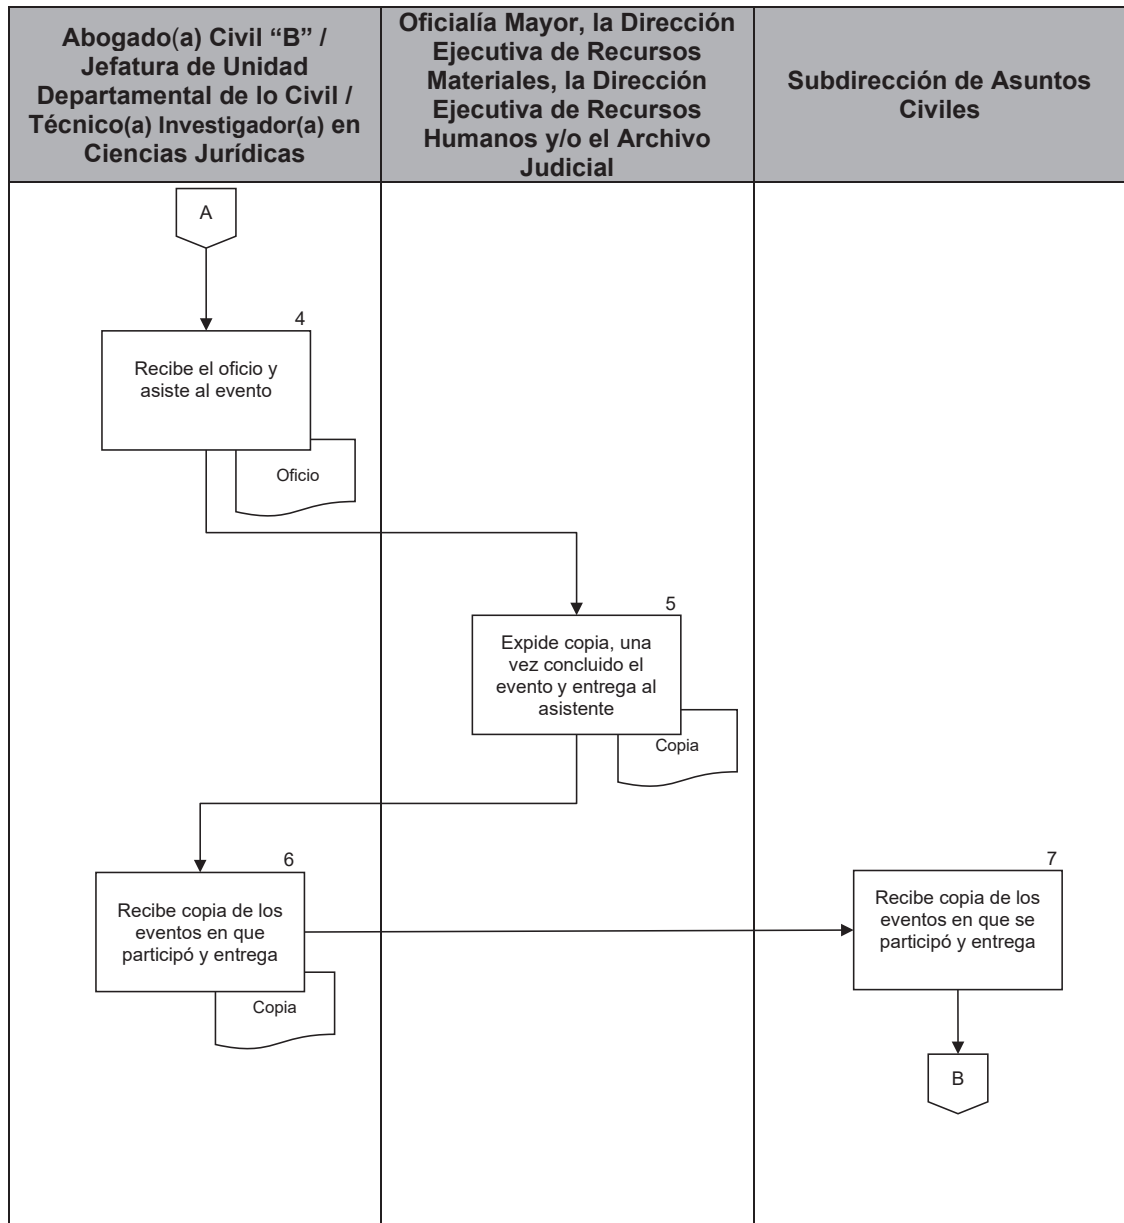 Abogado(a) Civil “B” /
Jefatura de Unidad
Departamental de lo Civil /
Técnico(a) Investigador(a) en
Ciencias Jurídicas
Oficialía Mayor, la Dirección
Ejecutiva de Recursos
Materiales, la Dirección
Ejecutiva de Recursos
Humanos y/o el Archivo
Judicial
Subdirección de Asuntos
Civiles
A
4
Recibe el oficio y
asiste al evento
Oficio
5
Expide copia, una
vez concluido el
evento y entrega al
asistente
Copia
6
Recibe copia de los
eventos en que
participó y entrega
Copia
7
Recibe copia de los
eventos en que se
participó y entrega
B